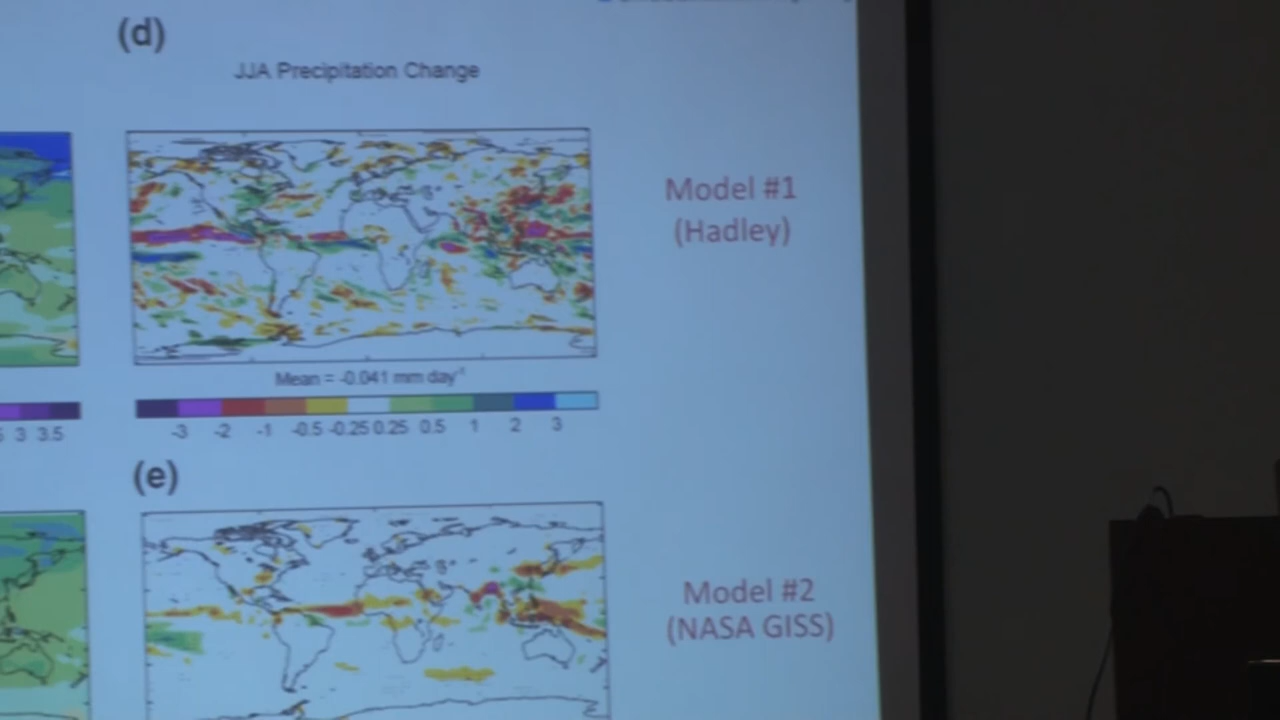 (d)
JJA Precipitation Change
Model #1
(Hadley)
Mean = -0.041 mm day⁻¹
3 3.5
-3 -2 -1 -0.5 -0.25 0.25 0.5 1 2 3
(e)
Model #2
(NASA GISS)